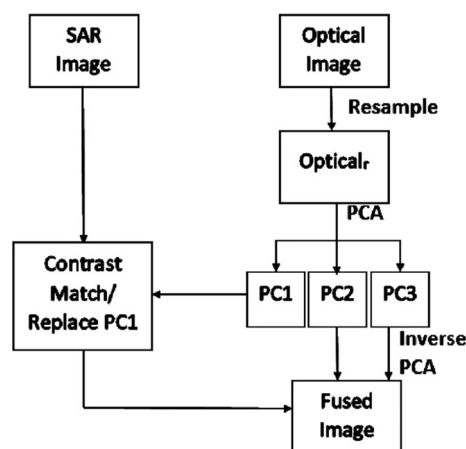 SAR
Image
Optical
Image
Resample
Opticalr
PCA
Contrast
Match/
Replace PC1
PC1
PC2
PC3
Inverse
PCA
Fused
Image